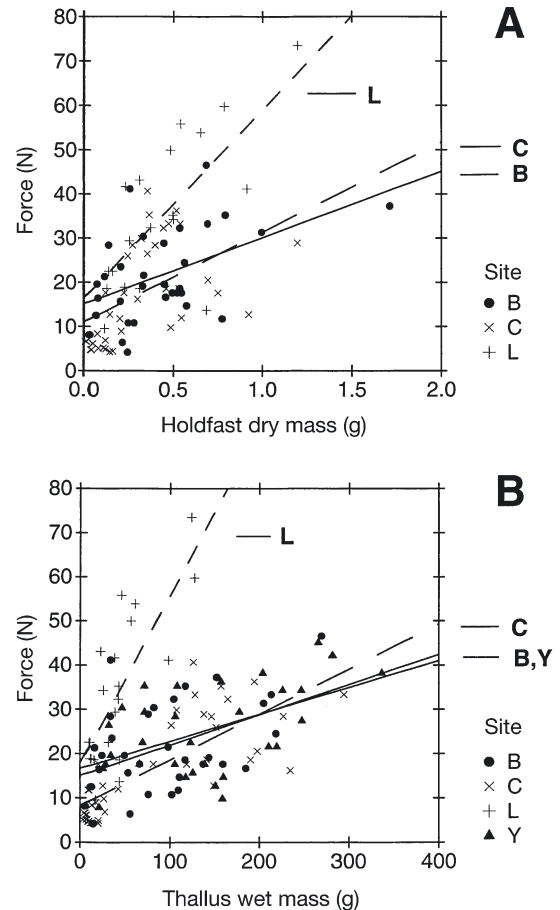 A
80
70
60
50
40
30
20
10
0
Force (N)
L
C
B
Site
B
C
L
0.0 0.5 1.0 1.5 2.0
Holdfast dry mass (g)
B
80
70
60
50
40
30
20
10
0
Force (N)
L
C
B,Y
Site
B
C
L
Y
0 100 200 300 400
Thallus wet mass (g)